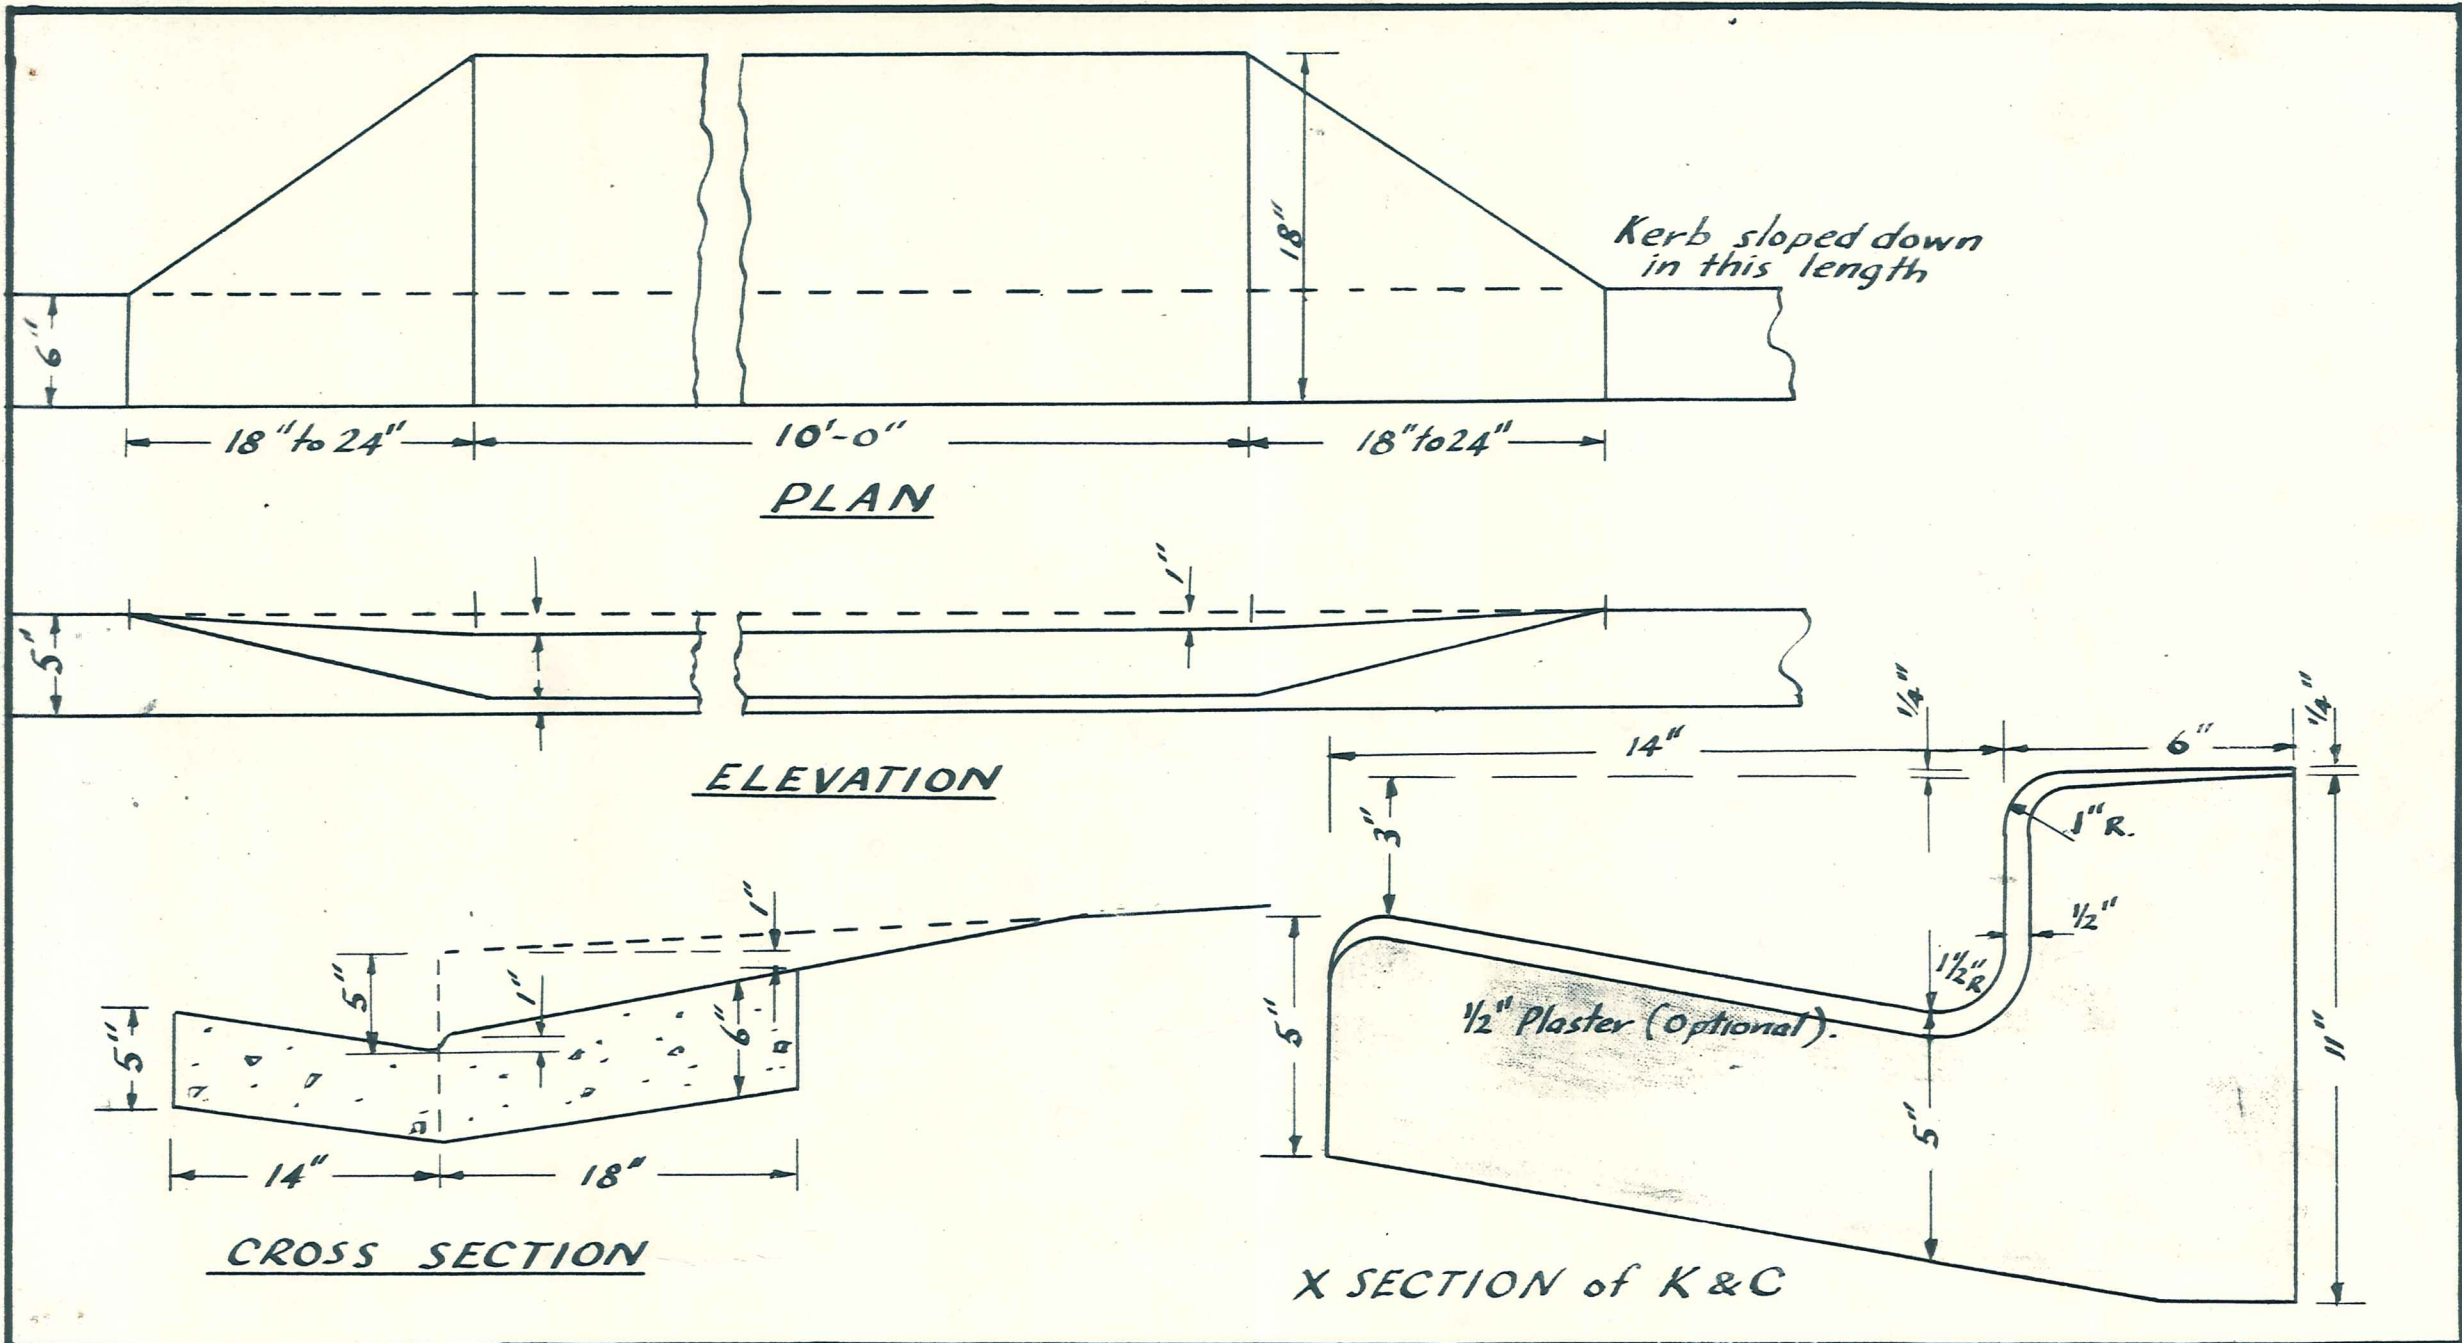 18"
Kerb sloped down
in this length
6"
18" to 24"
10'-0"
18" to 24"
PLAN
1"
5"
ELEVATION
14"
1/4"
6"
1/4"
3"
1" R.
1/2"
1 1/2" R
1/2" Plaster (Optional).
5"
5"
11"
X SECTION of K & C
1"
5"
1"
6"
5"
14"
18"
CROSS SECTION